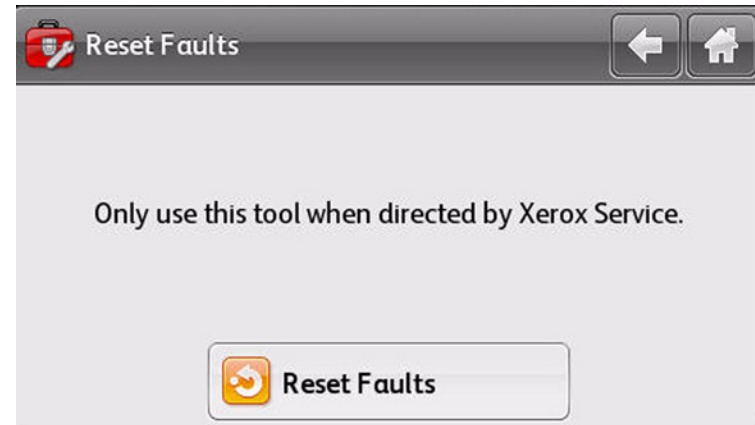 Reset Faults
Only use this tool when directed by Xerox Service.
Reset Faults